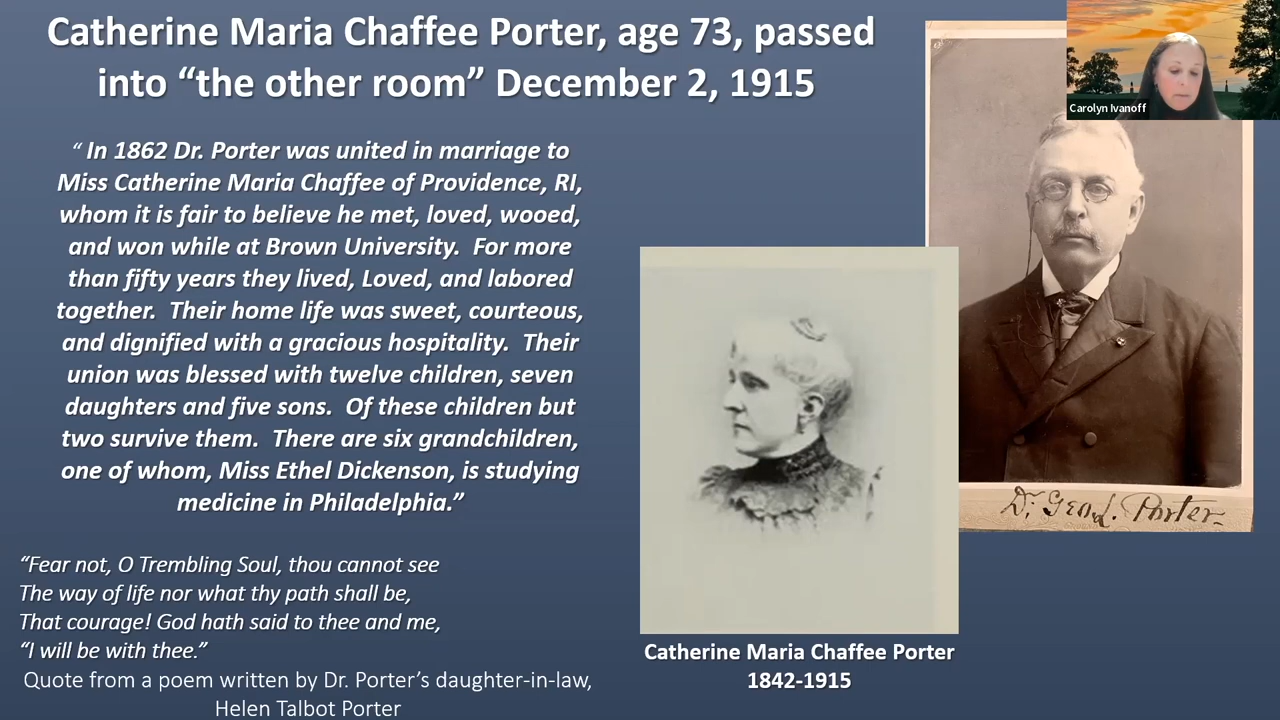 Catherine Maria Chaffee Porter, age 73, passed
into “the other room” December 2, 1915
“ In 1862 Dr. Porter was united in marriage to
Miss Catherine Maria Chaffee of Providence, RI,
whom it is fair to believe he met, loved, wooed,
and won while at Brown University. For more
than fifty years they lived, Loved, and labored
together. Their home life was sweet, courteous,
and dignified with a gracious hospitality. Their
union was blessed with twelve children, seven
daughters and five sons. Of these children but
two survive them. There are six grandchildren,
one of whom, Miss Ethel Dickenson, is studying
medicine in Philadelphia.”
“Fear not, O Trembling Soul, thou cannot see
The way of life nor what thy path shall be,
That courage! God hath said to thee and me,
“I will be with thee.”
Quote from a poem written by Dr. Porter’s daughter-in-law,
Helen Talbot Porter
Catherine Maria Chaffee Porter
1842-1915
Dr. Geo. L. Porter.
Carolyn Ivanoff